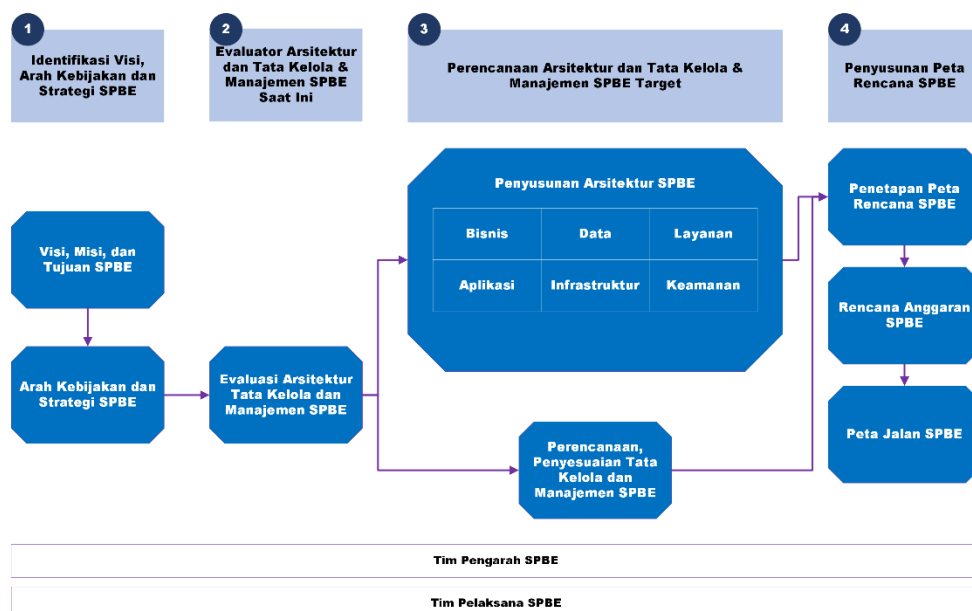 1
Identifikasi Visi,
Arah Kebijakan dan
Strategi SPBE
2
Evaluator Arsitektur
dan Tata Kelola &
Manajemen SPBE
Saat Ini
3
Perencanaan Arsitektur dan Tata Kelola &
Manajemen SPBE Target
4
Penyusunan Peta
Rencana SPBE
Visi, Misi, dan
Tujuan SPBE
Arah Kebijakan dan
Strategi SPBE
Evaluasi Arsitektur
Tata Kelola dan
Manajemen SPBE
Penyusunan Arsitektur SPBE
Bisnis
Data
Layanan
Aplikasi
Infrastruktur
Keamanan
Perencanaan,
Penyesuaian Tata
Kelola dan
Manajemen SPBE
Penetapan Peta
Rencana SPBE
Rencana Anggaran
SPBE
Peta Jalan SPBE
Tim Pengarah SPBE
Tim Pelaksana SPBE